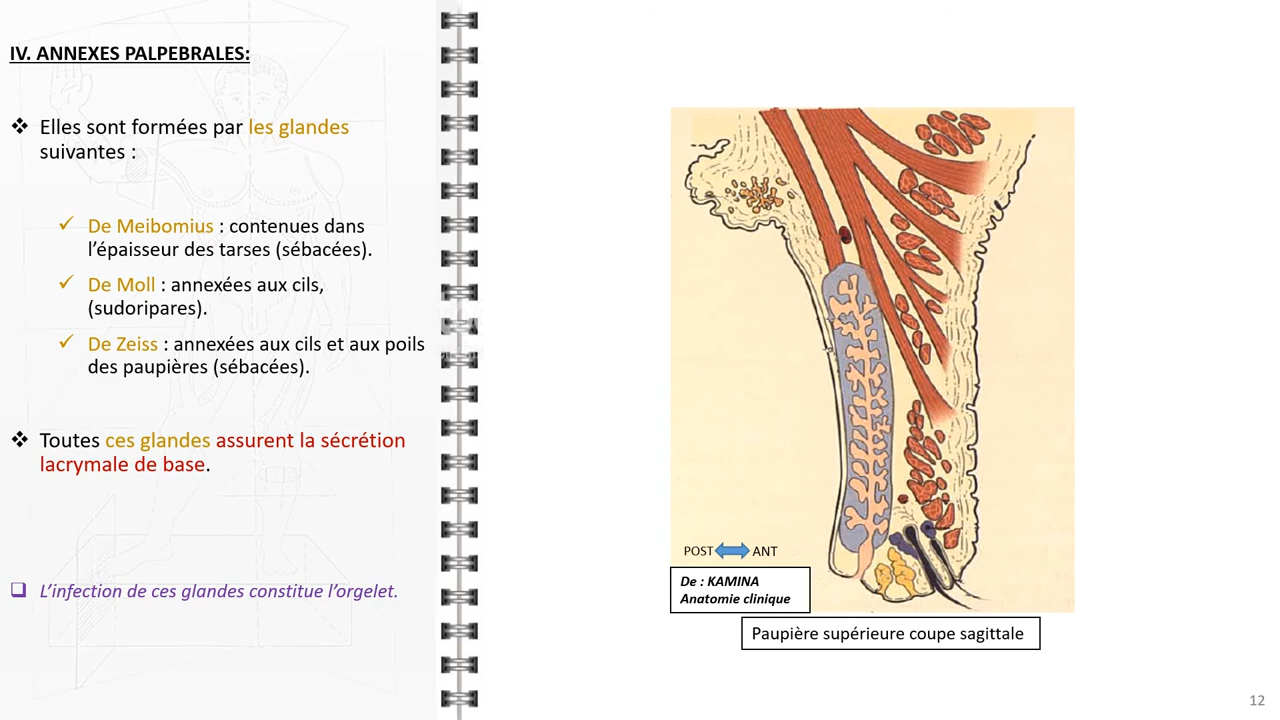 IV. ANNEXES PALPEBRALES:
❖ Elles sont formées par les glandes
suivantes :
✓ De Meibomius : contenues dans
l’épaisseur des tarses (sébacées).
✓ De Moll : annexées aux cils,
(sudoripares).
✓ De Zeiss : annexées aux cils et aux poils
des paupières (sébacées).
❖ Toutes ces glandes assurent la sécrétion
lacrymale de base.
❑ L’infection de ces glandes constitue l’orgelet.
POST ANT
De : KAMINA
Anatomie clinique
Paupière supérieure coupe sagittale
12